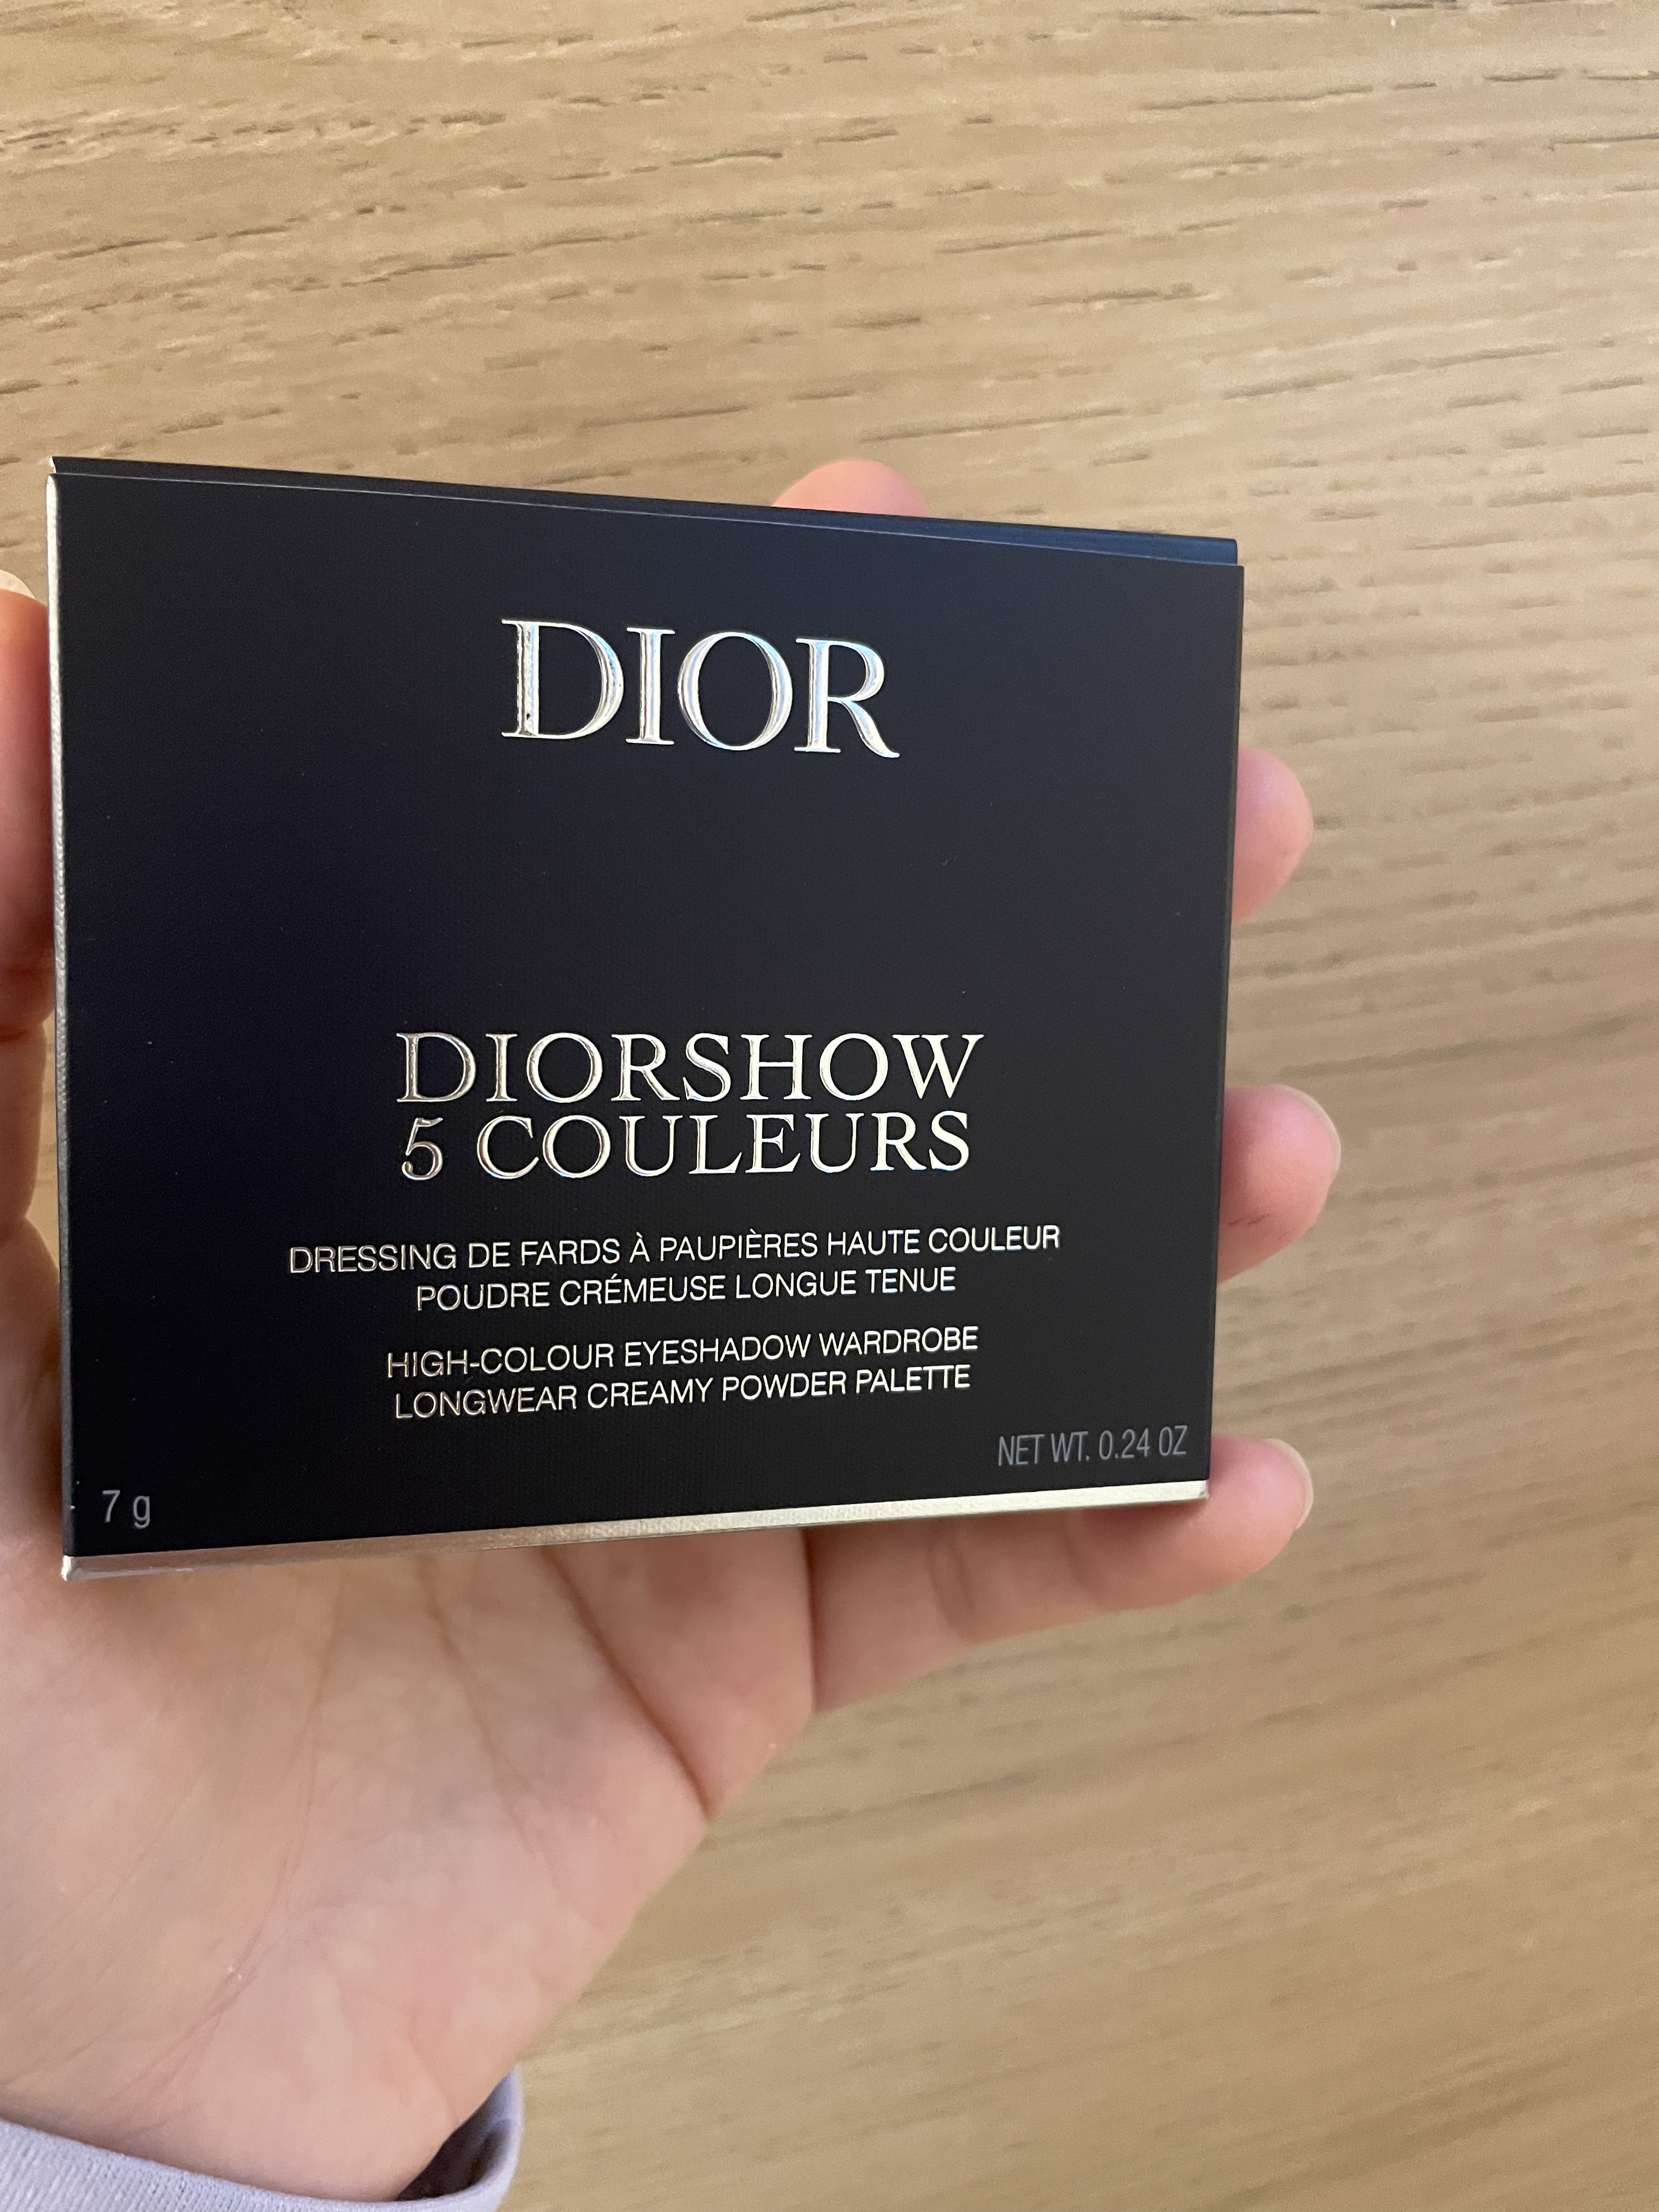 DIOR
DIORSHOW
5 COULEURS
DRESSING DE FARDS À PAUPIÈRES HAUTE COULEUR
POUDRE CRÉMEUSE LONGUE TENUE
HIGH-COLOUR EYESHADOW WARDROBE
LONGWEAR CREAMY POWDER PALETTE
NET WT. 0.24 OZ
7 g